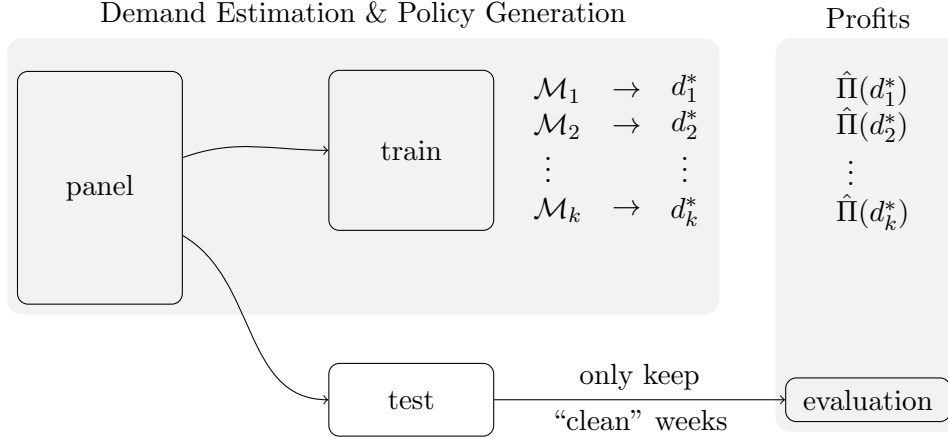 Demand Estimation & Policy Generation
Profits
panel
train
ℳ₁ → d₁*
ℳ₂ → d₂*
⋮ ⋮
ℳₖ → dₖ*
Π̂(d₁*)
Π̂(d₂*)
⋮
Π̂(dₖ*)
test
only keep
“clean” weeks
evaluation